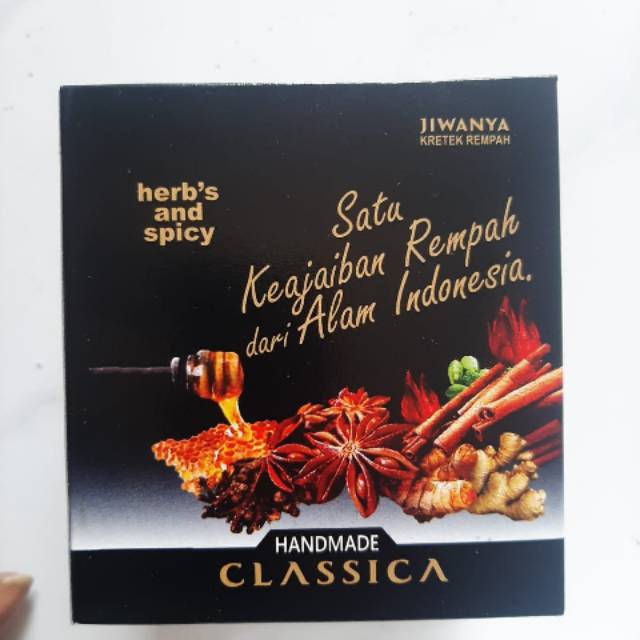 JIWANYA
KRETEK REMPAH
herb's
and
spicy
Satu
Keajaiban Rempah
dari Alam Indonesia.
HANDMADE
CLASSICA